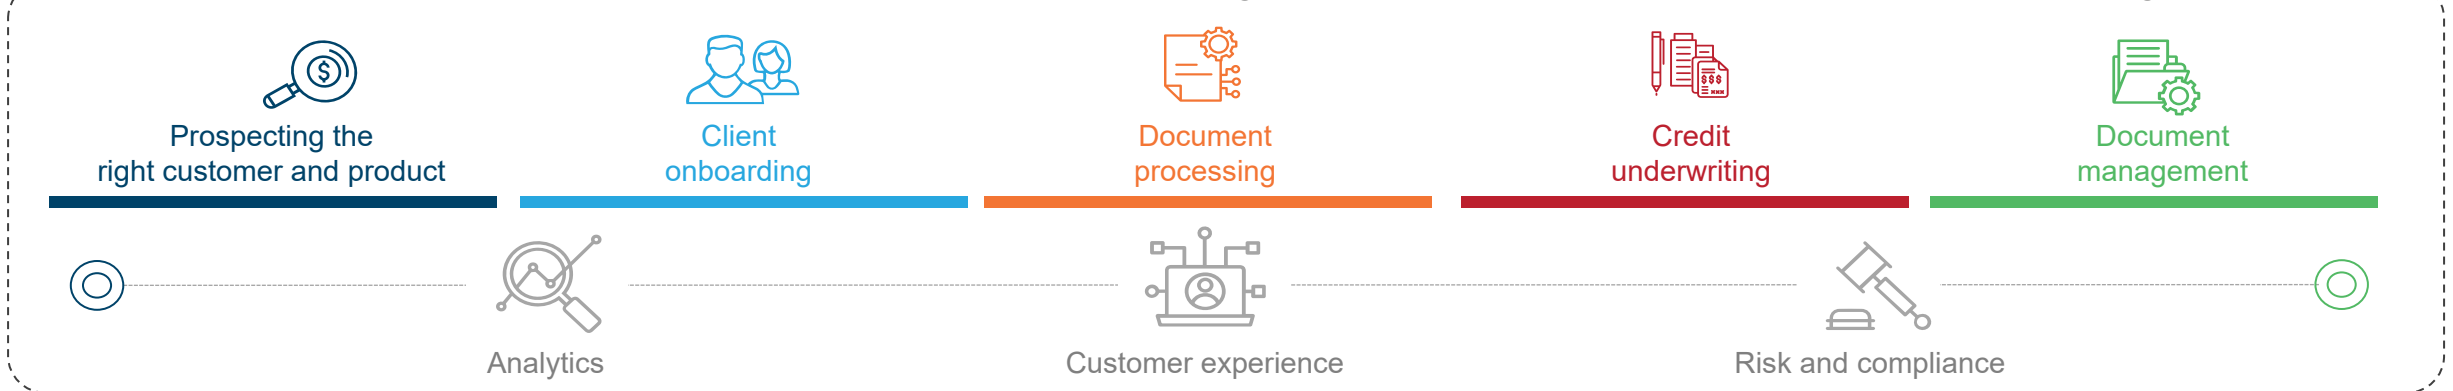 Prospecting the
right customer and product
Client
onboarding
Document
processing
Credit
underwriting
Document
management
Analytics
Customer experience
Risk and compliance